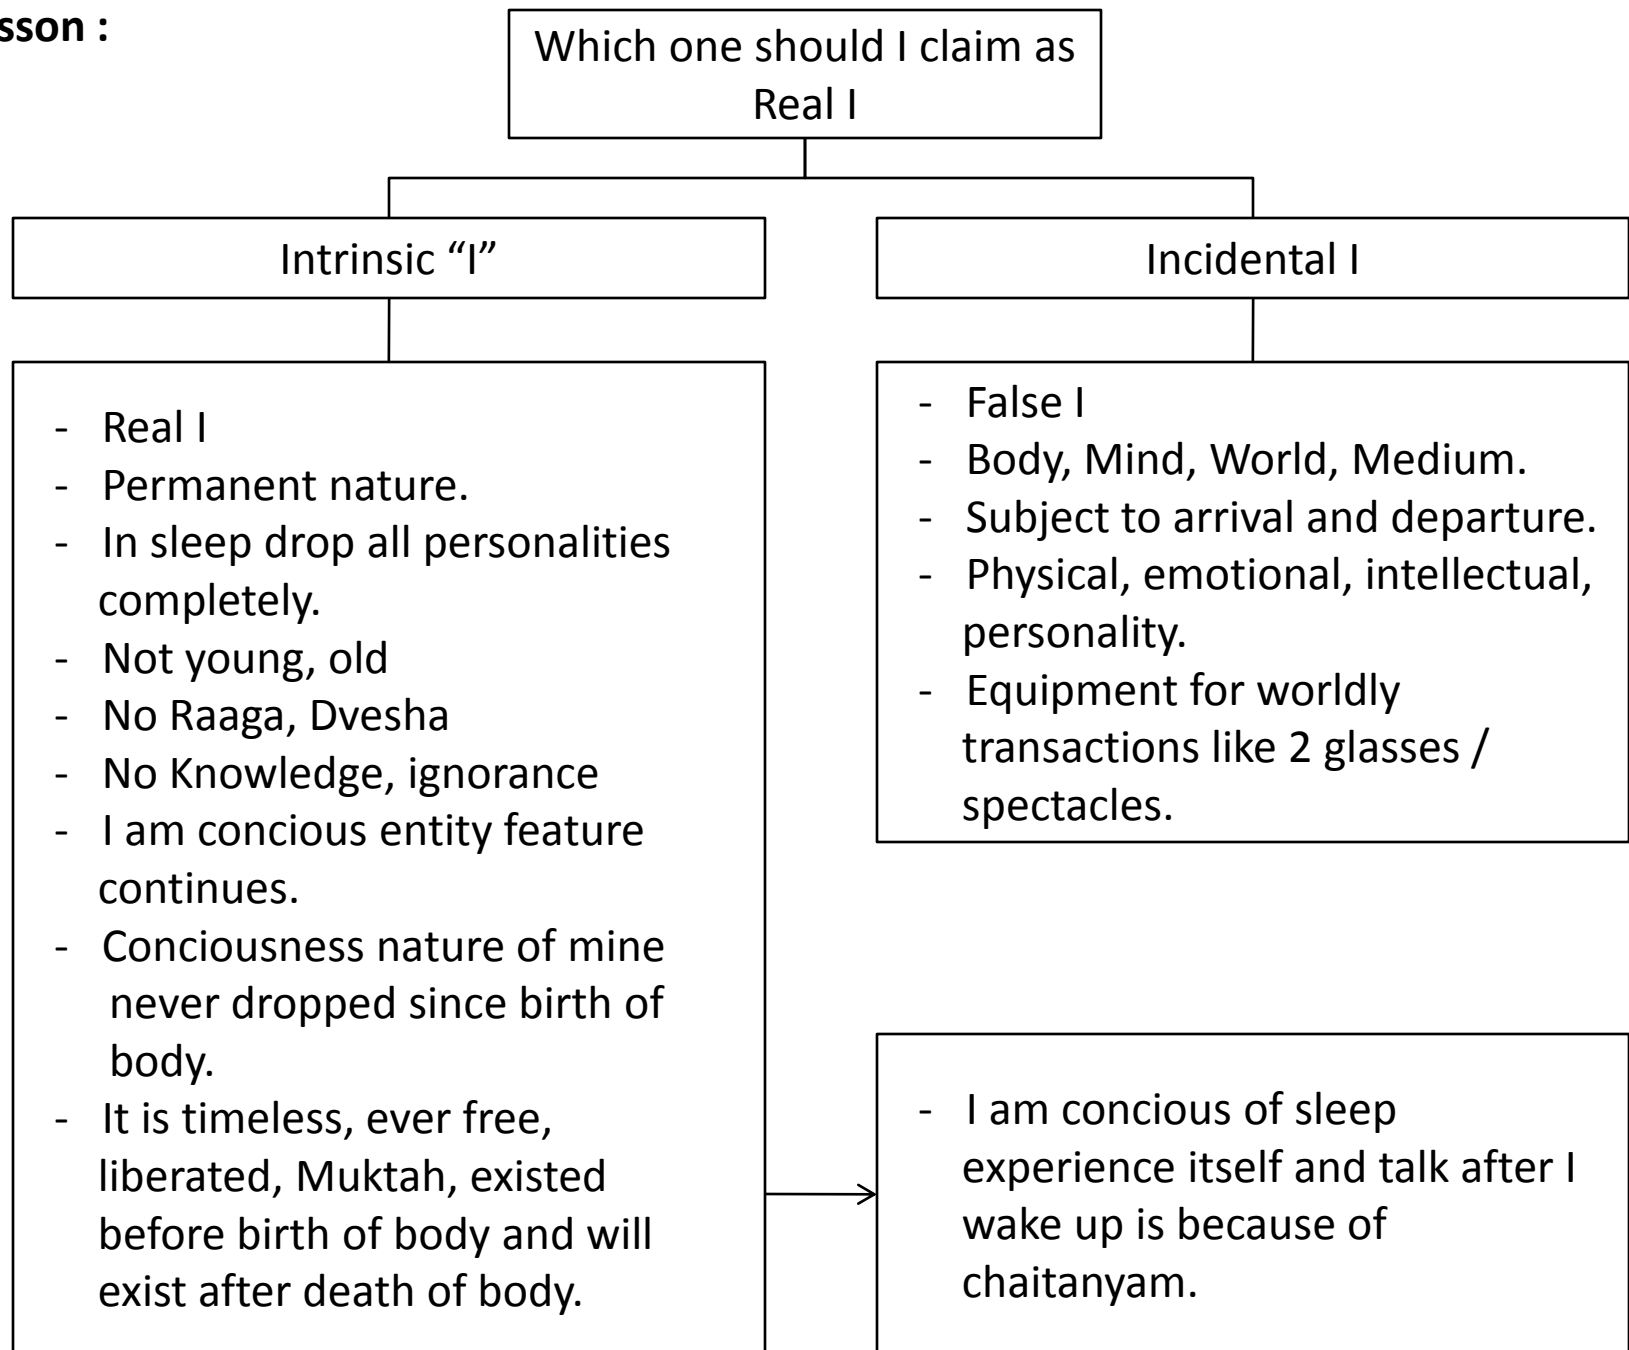 sson :
Which one should I claim as
Real I
Intrinsic “I”
Incidental I
- Real I
- Permanent nature.
- In sleep drop all personalities
completely.
- Not young, old
- No Raaga, Dvesha
- No Knowledge, ignorance
- I am concious entity feature
continues.
- Conciousness nature of mine
never dropped since birth of
body.
- It is timeless, ever free,
liberated, Muktah, existed
before birth of body and will
exist after death of body.
- False I
- Body, Mind, World, Medium.
- Subject to arrival and departure.
- Physical, emotional, intellectual,
personality.
- Equipment for worldly
transactions like 2 glasses /
spectacles.
- I am concious of sleep
experience itself and talk after I
wake up is because of
chaitanyam.